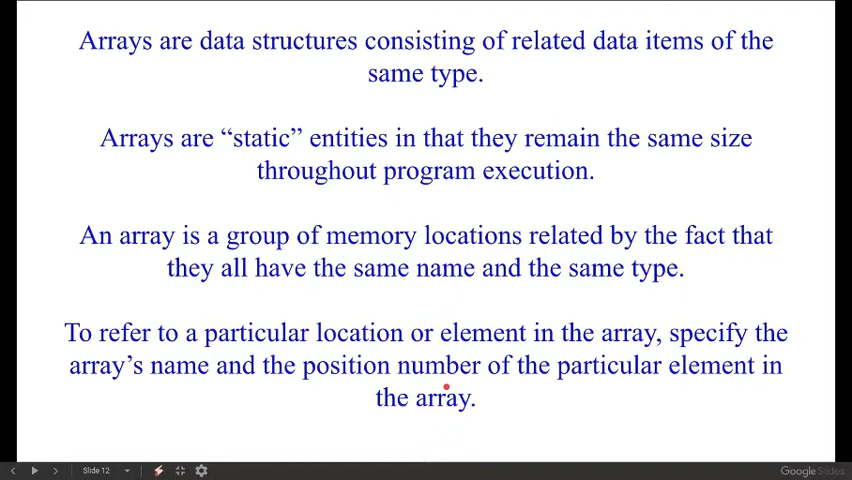 Arrays are data structures consisting of related data items of the
same type.
Arrays are “static” entities in that they remain the same size
throughout program execution.
An array is a group of memory locations related by the fact that
they all have the same name and the same type.
To refer to a particular location or element in the array, specify the
array’s name and the position number of the particular element in
the array.
Slide 12
Google Slides